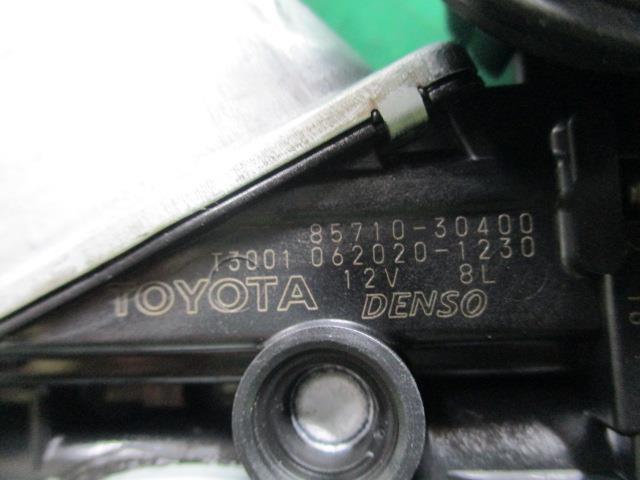 85710-30400
T3001 062020-1230
12V 8L
TOYOTA DENSO